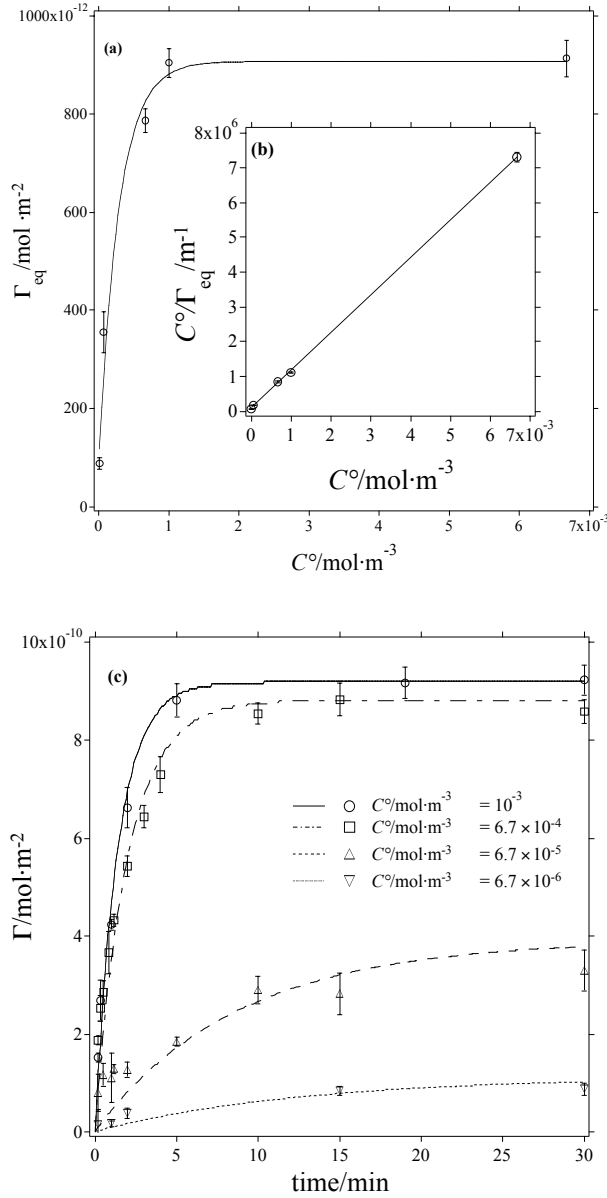 1000x10⁻¹²
(a)
800
600
400
200
0
Γeq /mol·m⁻²
0 1 2 3 4 5 6 7x10⁻³
C°/mol·m⁻³
8x10⁶
(b)
7
6
5
4
3
2
1
0
C°/Γeq /m⁻¹
0 1 2 3 4 5 6 7x10⁻³
C°/mol·m⁻³
10x10⁻¹⁰
(c)
8
6
4
2
0
Γ/mol·m⁻²
C°/mol·m⁻³ = 10⁻³
C°/mol·m⁻³ = 6.7 × 10⁻⁴
C°/mol·m⁻³ = 6.7 × 10⁻⁵
C°/mol·m⁻³ = 6.7 × 10⁻⁶
0 5 10 15 20 25 30
time/min